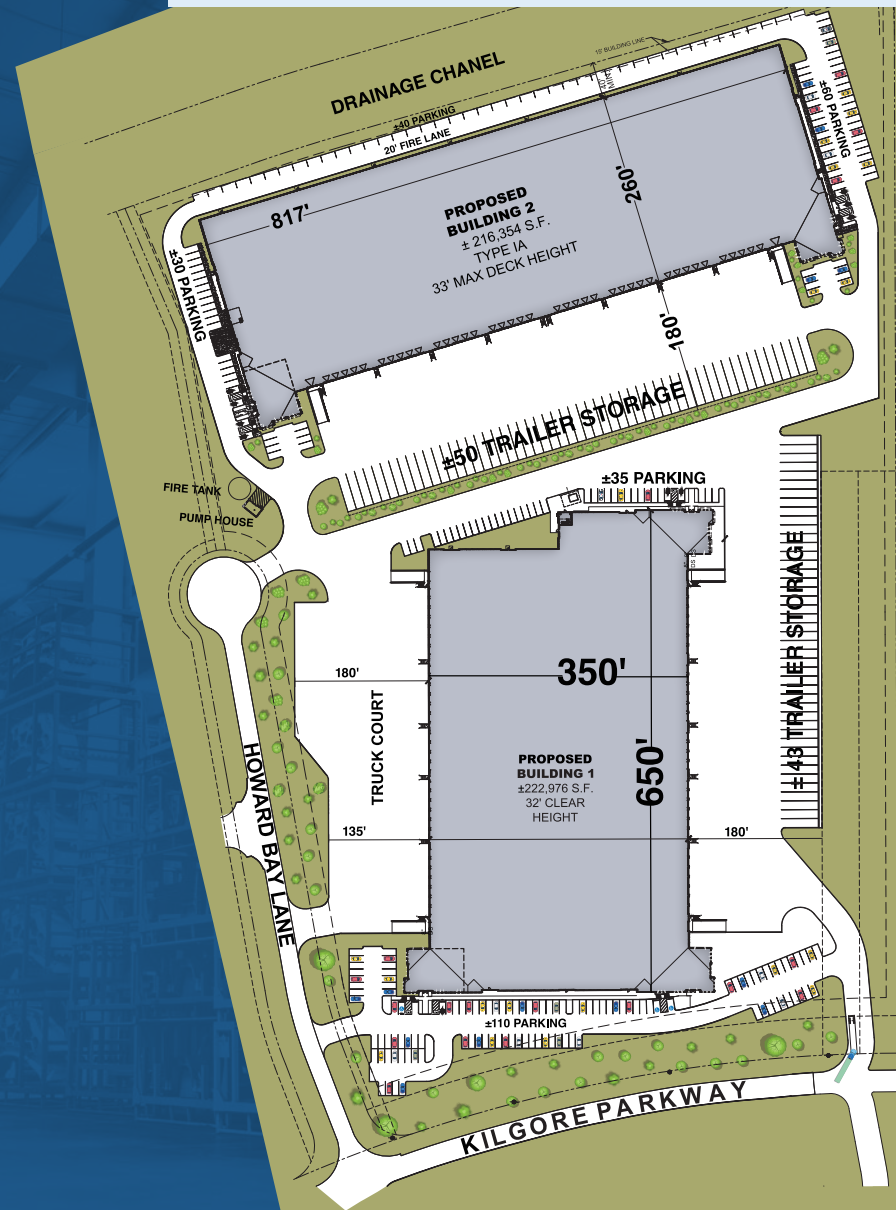 DRAINAGE CHANEL
15' BUILDING LINE
±40 PARKING
20' FIRE LANE
±60 PARKING
817'
260'
PROPOSED
BUILDING 2
± 216,354 S.F.
TYPE IA
33' MAX DECK HEIGHT
±30 PARKING
180'
±50 TRAILER STORAGE
FIRE TANK
PUMP HOUSE
±35 PARKING
±43 TRAILER STORAGE
350'
180'
TRUCK COURT
650'
PROPOSED
BUILDING 1
±222,976 S.F.
32' CLEAR
HEIGHT
135'
180'
HOWARD BAY LANE
±110 PARKING
KILGORE PARKWAY